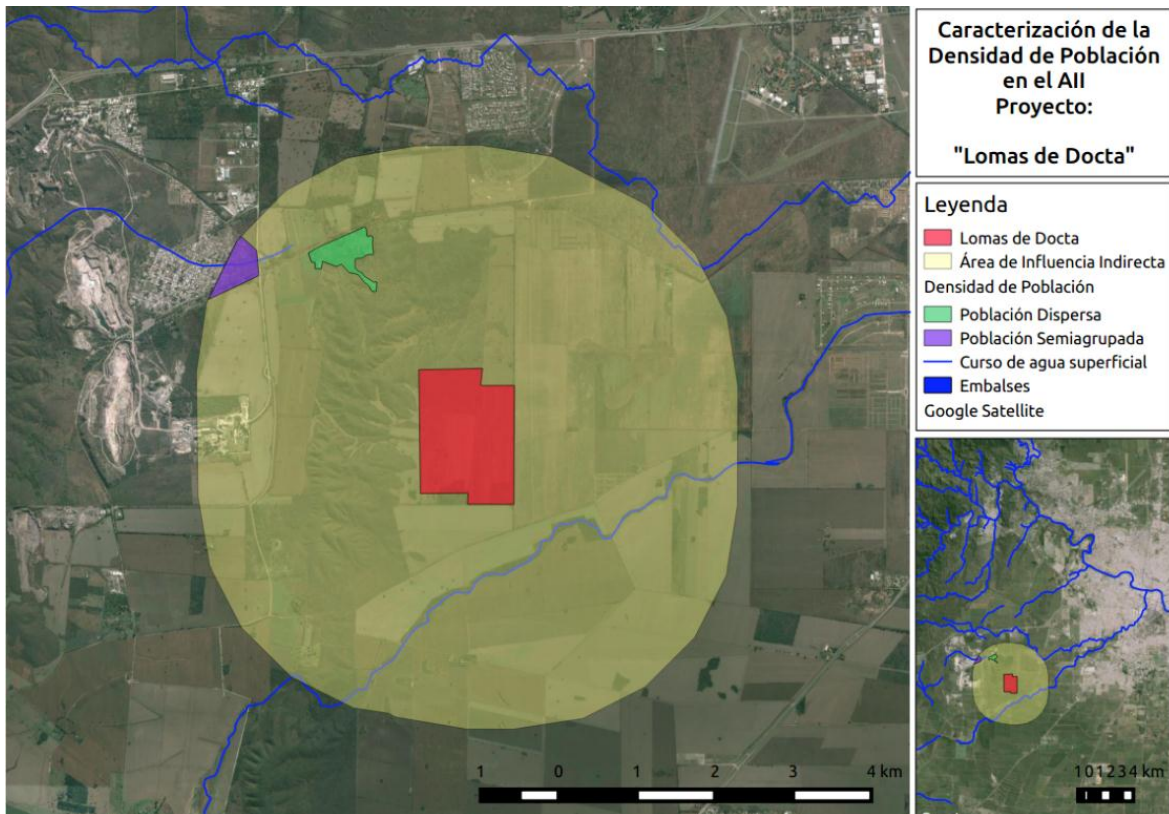 Caracterización de la
Densidad de Población
en el AII
Proyecto:
"Lomas de Docta"
Leyenda
Lomas de Docta
Área de Influencia Indirecta
Densidad de Población
Población Dispersa
Población Semiagrupada
Curso de agua superficial
Embalses
Google Satellite
1 0 1 2 3 4 km
1 0 1 2 3 4 km